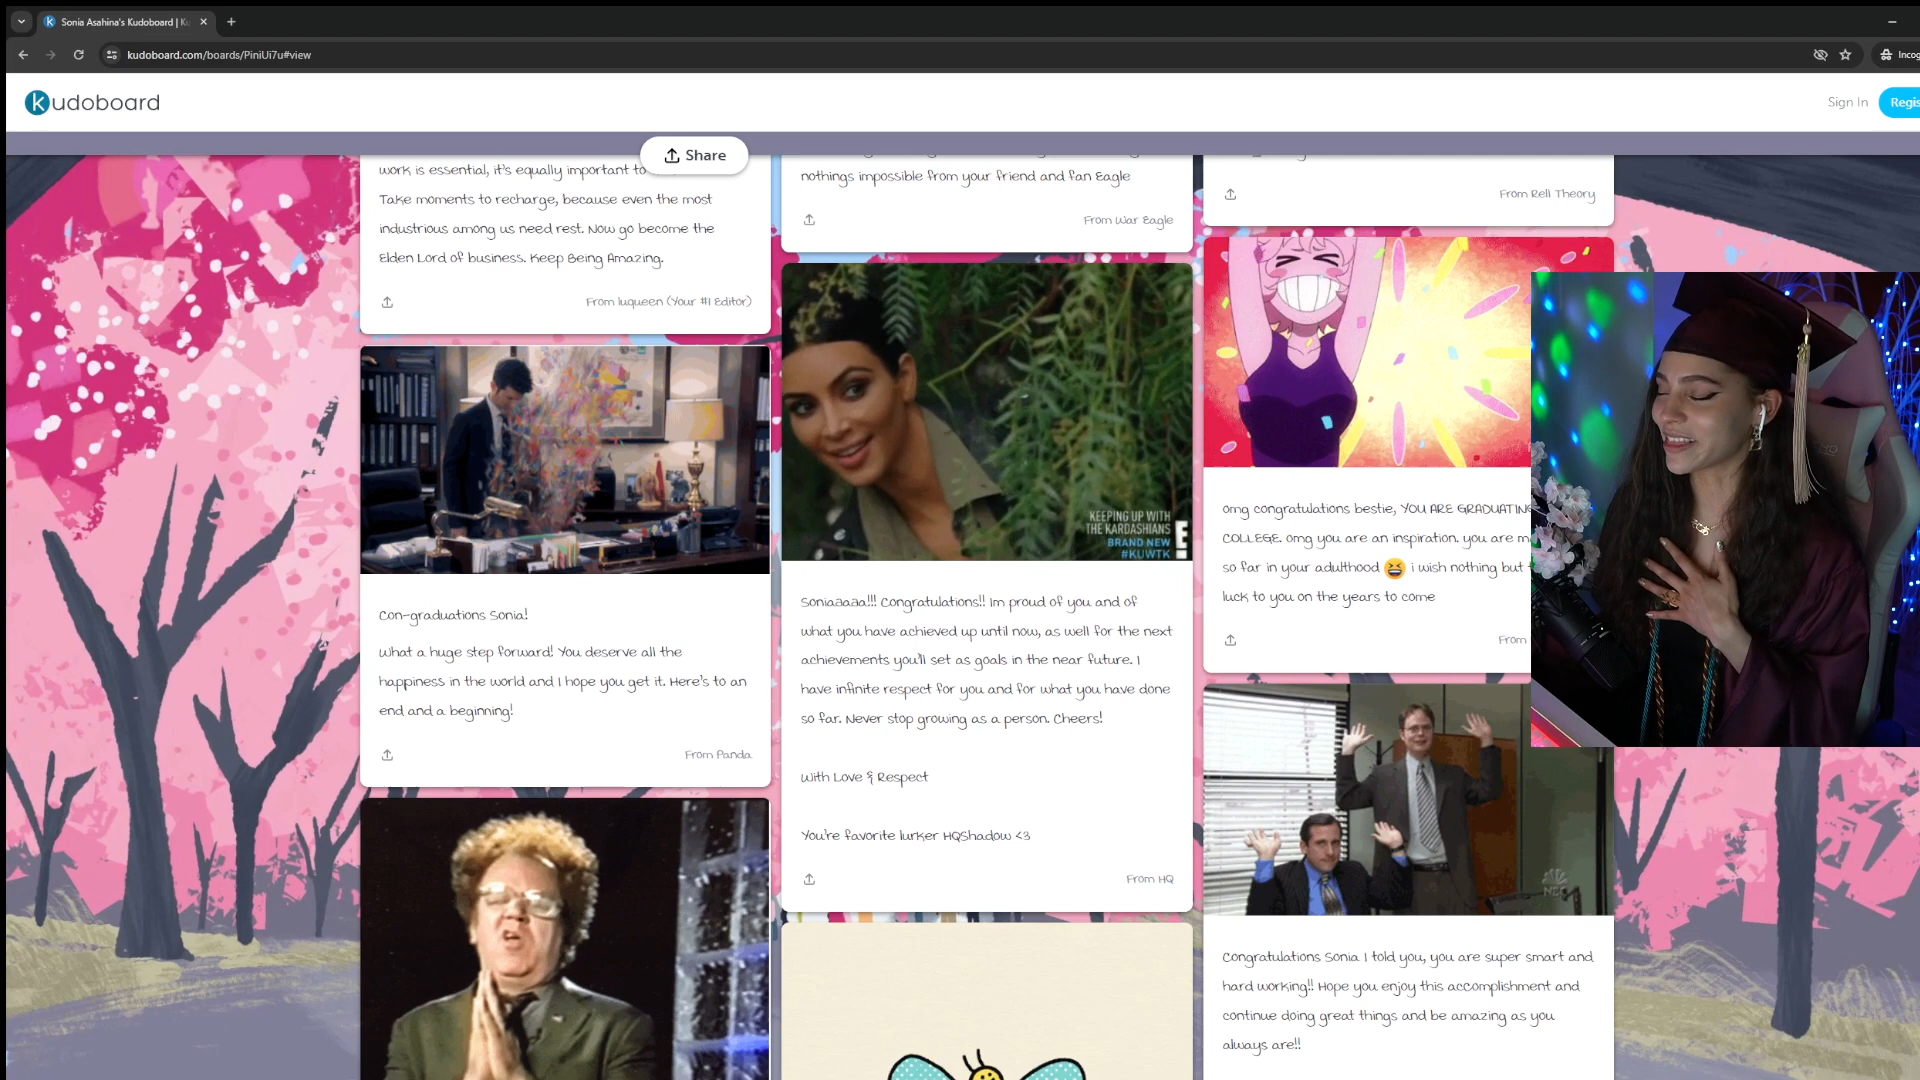 Sonia Asahina's Kudoboard | Ku
kudoboard.com/boards/PiniUi7u#view
Incog
kudoboard
Sign In
Regis
Share
work is essential, it's equally important to
Take moments to recharge, because even the most
industrious among us need rest. Now go become the
Elden Lord of business. Keep Being Amazing.
From luqueen (Your #1 Editor)
Con-graduations Sonia!
What a huge step forward! You deserve all the
happiness in the world and I hope you get it. Here's to an
end and a beginning!
From Panda
nothings impossible from your friend and fan Eagle
From War Eagle
KEEPING UP WITH
THE KARDASHIANS
BRAND NEW
#KUWTK
E!
Soniaaaaa!!! Congratulations!! Im proud of you and of
what you have achieved up until now, as well for the next
achievements you'll set as goals in the near future. I
have infinite respect for you and for what you have done
so far. Never stop growing as a person. Cheers!
With Love & Respect
You're favorite lurker HQShadow <3
From HQ
From Rell Theory
omg congratulations bestie, YOU ARE GRADUATING
COLLEGE. omg you are an inspiration. you are m
so far in your adulthood 😆 i wish nothing but
luck to you on the years to come
From
NBC
Congratulations Sonia I told you, you are super smart and
hard working!! Hope you enjoy this accomplishment and
continue doing great things and be amazing as you
always are!!